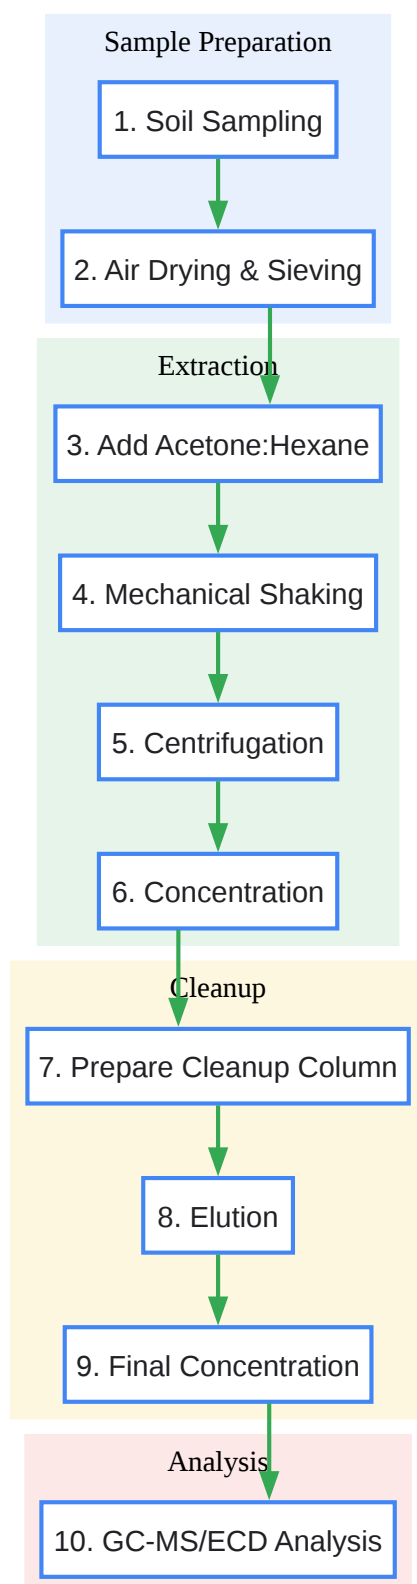 Sample Preparation
1. Soil Sampling
2. Air Drying & Sieving
Extraction
3. Add Acetone:Hexane
4. Mechanical Shaking
5. Centrifugation
6. Concentration
Cleanup
7. Prepare Cleanup Column
8. Elution
9. Final Concentration
Analysis
10. GC-MS/ECD Analysis